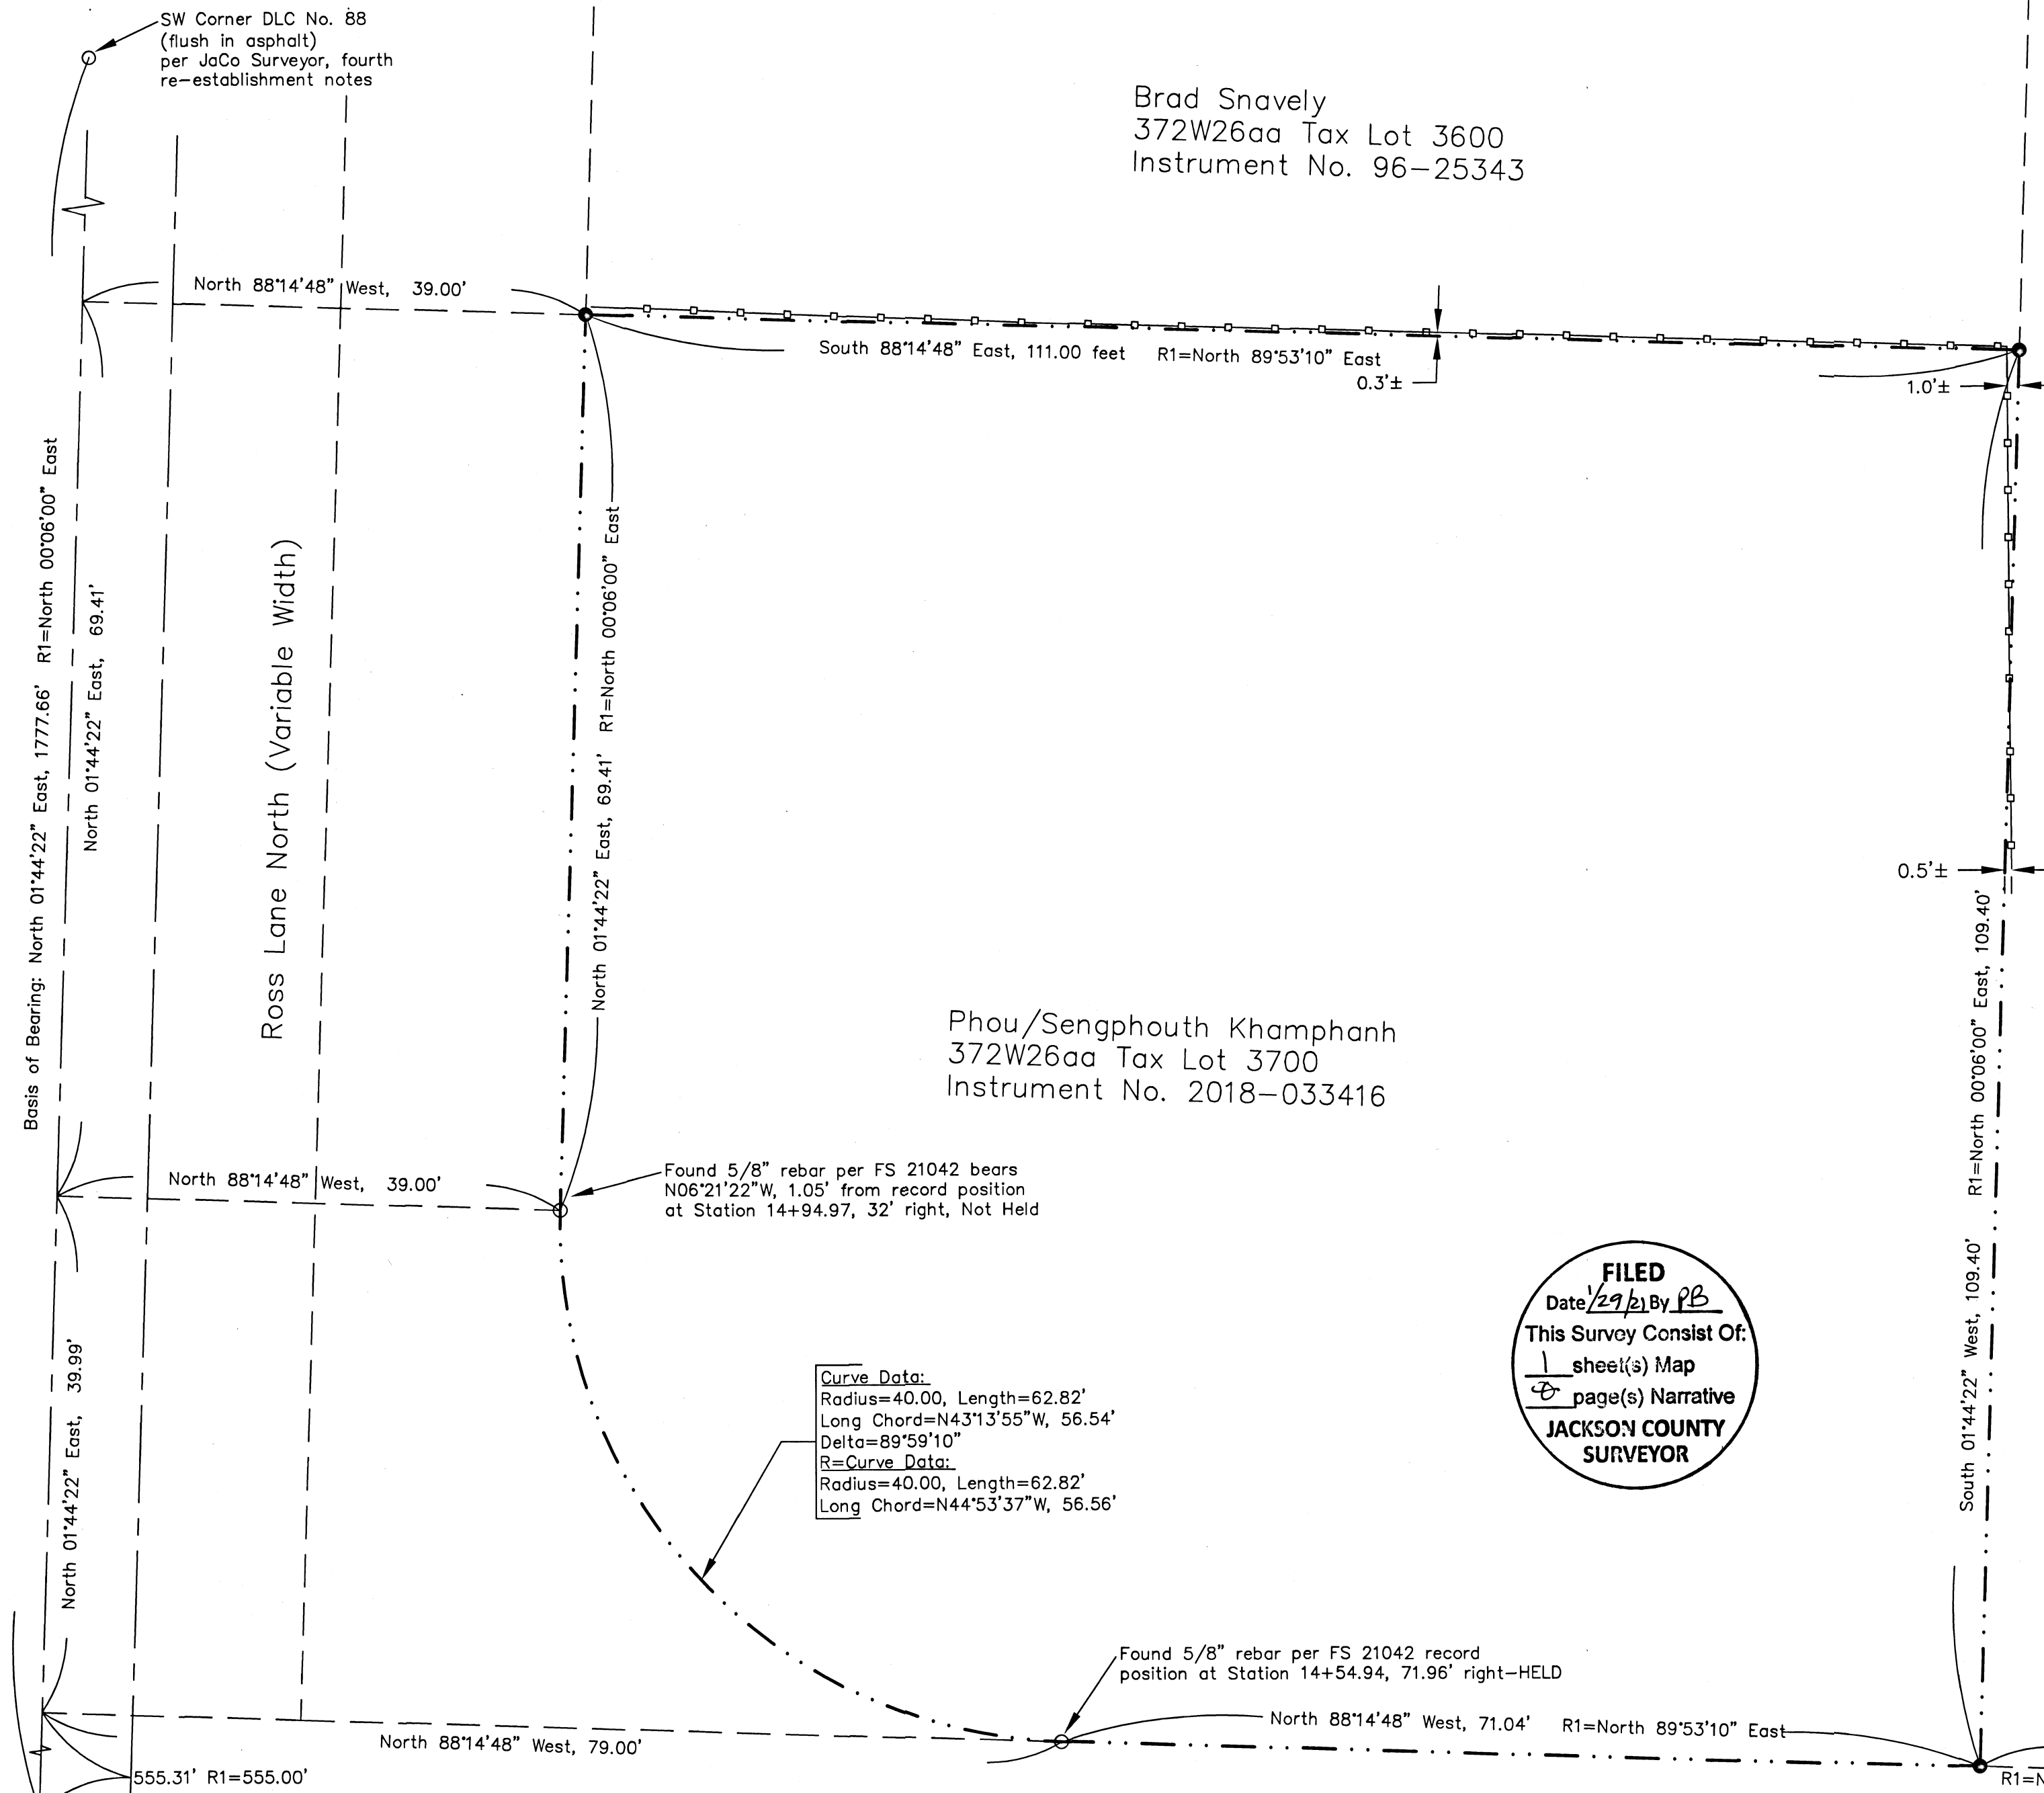 SW Corner DLC No. 88
(flush in asphalt)
per JaCo Surveyor, fourth
re-establishment notes
Brad Snavely
372W26aa Tax Lot 3600
Instrument No. 96-25343
North 88°14'48" West, 39.00'
South 88°14'48" East, 111.00 feet R1=North 89°53'10" East
0.3'±
1.0'±
Basis of Bearing: North 01°44'22" East, 1777.66' R1=North 00°06'00" East
North 01°44'22" East, 69.41'
Ross Lane North (Variable Width)
North 01°44'22" East, 69.41' R1=North 00°06'00" East
0.5'±
R1=North 00°06'00" East, 109.40'
South 01°44'22" West, 109.40'
Phou/Sengphouth Khamphanh
372W26aa Tax Lot 3700
Instrument No. 2018-033416
North 88°14'48" West, 39.00'
Found 5/8" rebar per FS 21042 bears
N06°21'22"W, 1.05' from record position
at Station 14+94.97, 32' right, Not Held
North 01°44'22" East, 39.99'
Curve Data:
Radius=40.00, Length=62.82'
Long Chord=N43°13'55"W, 56.54'
Delta=89°59'10"
R=Curve Data:
Radius=40.00, Length=62.82'
Long Chord=N44°53'37"W, 56.56'
FILED
Date 1/29/21 By PB
This Survey Consist Of:
1 sheet(s) Map
page(s) Narrative
JACKSON COUNTY
SURVEYOR
Found 5/8" rebar per FS 21042 record
position at Station 14+54.94, 71.96' right-HELD
North 88°14'48" West, 71.04' R1=North 89°53'10" East
North 88°14'48" West, 79.00'
555.31' R1=555.00'
R1=N